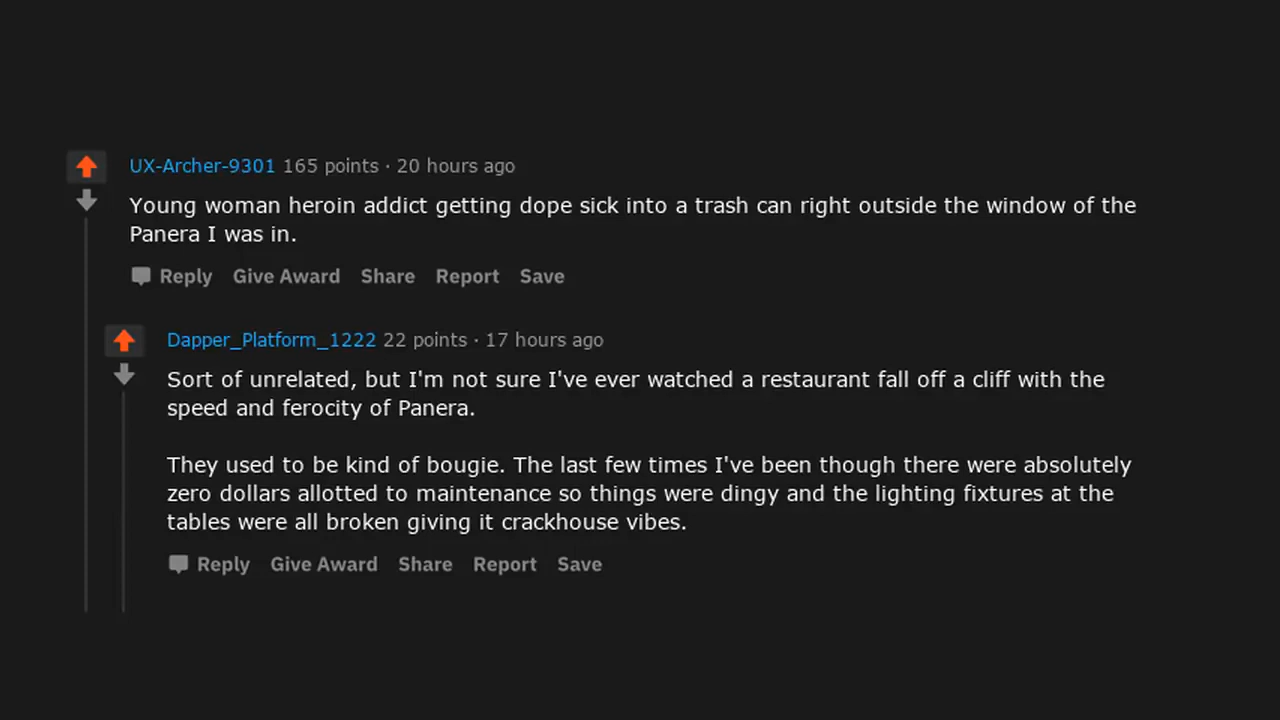 UX-Archer-9301 165 points · 20 hours ago
Young woman heroin addict getting dope sick into a trash can right outside the window of the
Panera I was in.
Reply Give Award Share Report Save
Dapper_Platform_1222 22 points · 17 hours ago
Sort of unrelated, but I'm not sure I've ever watched a restaurant fall off a cliff with the
speed and ferocity of Panera.
They used to be kind of bougie. The last few times I've been though there were absolutely
zero dollars allotted to maintenance so things were dingy and the lighting fixtures at the
tables were all broken giving it crackhouse vibes.
Reply Give Award Share Report Save